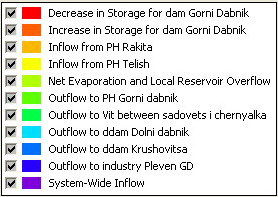 Decrease in Storage for dam Gorni Dabnik
Increase in Storage for dam Gorni Dabnik
Inflow from PH Rakita
Inflow from PH Telish
Net Evaporation and Local Reservoir Overflow
Outflow to PH Gorni dabnik
Outflow to Vit between sadovets i chernyalka
Outflow to ddam Dolni dabnik
Outflow to ddam Krushovitsa
Outflow to industry Pleven GD
System-Wide Inflow